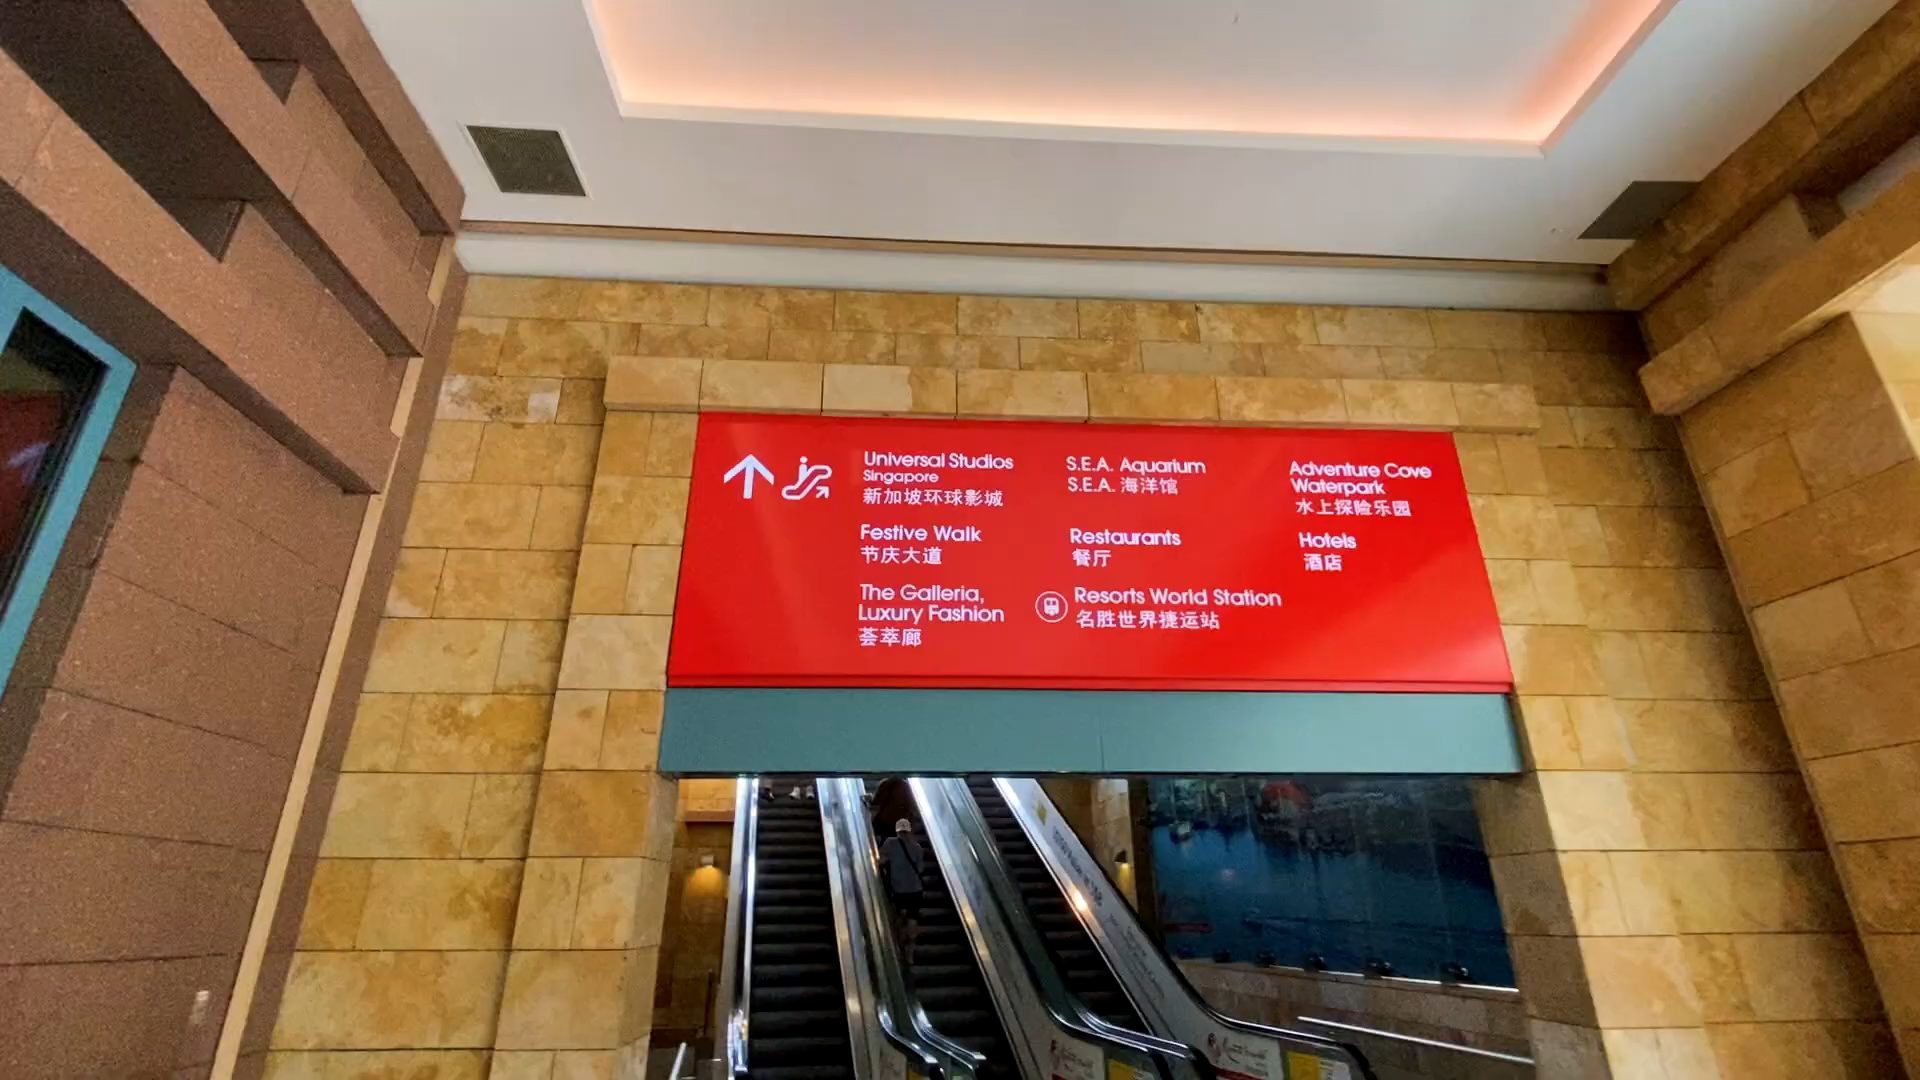 Universal Studios
Singapore
新加坡环球影城
S.E.A. Aquarium
S.E.A. 海洋馆
Adventure Cove
Waterpark
水上探险乐园
Festive Walk
节庆大道
Restaurants
餐厅
Hotels
酒店
The Galleria,
Luxury Fashion
荟萃廊
Resorts World Station
名胜世界捷运站